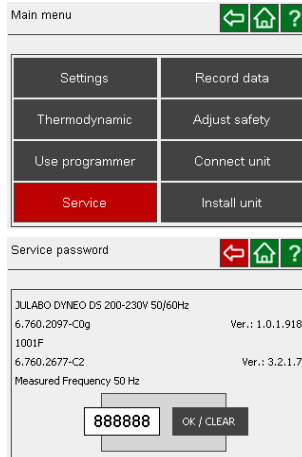 Main menu
?
Settings
Record data
Thermodynamic
Adjust safety
Use programmer
Connect unit
Service
Install unit
Service password
?
JULABO DYNEO DS 200-230V 50/60Hz
6.760.2097-C0g Ver.: 1.0.1.918
1001F
6.760.2677-C2 Ver.: 3.2.1.7
Measured Frequency 50 Hz
888888
OK / CLEAR